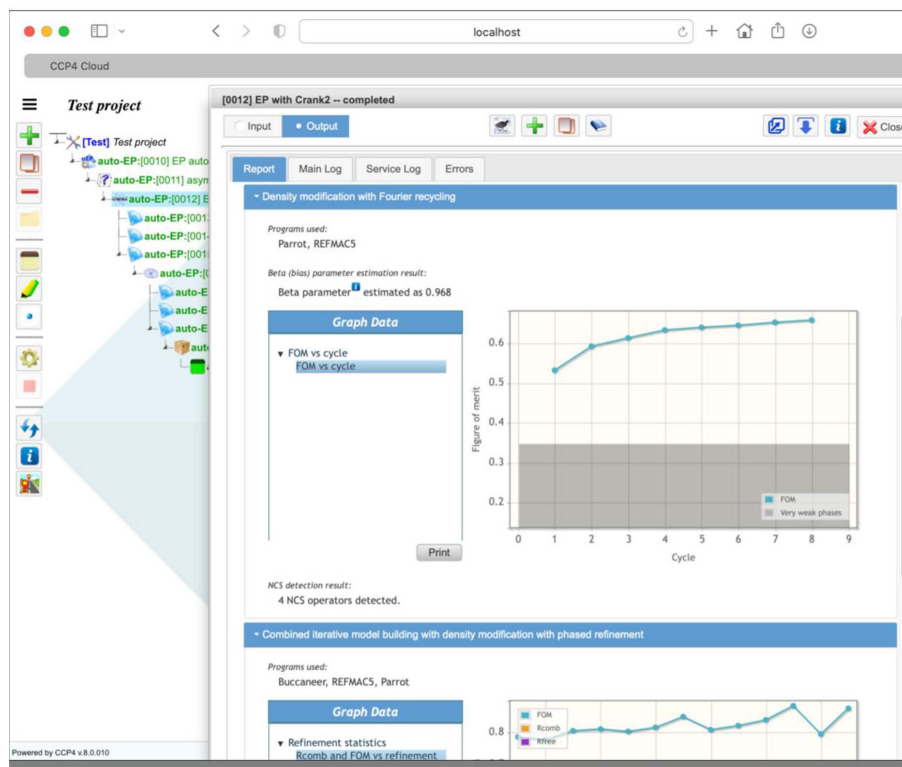 localhost
CCP4 Cloud
Test project
[Test] Test project
auto-EP:[0010] EP auto
auto-EP:[0011] asyn
auto-EP:[0012] E
auto-EP:[001
auto-EP:[001
auto-EP:[001
auto-EP:[
auto-E
auto-E
auto-E
auto
Powered by CCP4 v.8.0.010
[0012] EP with Crank2 -- completed
Input
Output
Close
Report
Main Log
Service Log
Errors
Density modification with Fourier recycling
Programs used:
Parrot, REFMAC5
Beta (bias) parameter estimation result:
Beta parameter i estimated as 0.968
Graph Data
FOM vs cycle
FOM vs cycle
Print
Figure of merit
0.6
0.5
0.4
0.3
0.2
FOM
Very weak phases
0 1 2 3 4 5 6 7 8 9
Cycle
NCS detection result:
4 NCS operators detected.
Combined iterative model building with density modification with phased refinement
Programs used:
Buccaneer, REFMAC5, Parrot
Graph Data
Refinement statistics
Rcomb and FOM vs refinement
0.8
FOM
Rcomb
Rfree